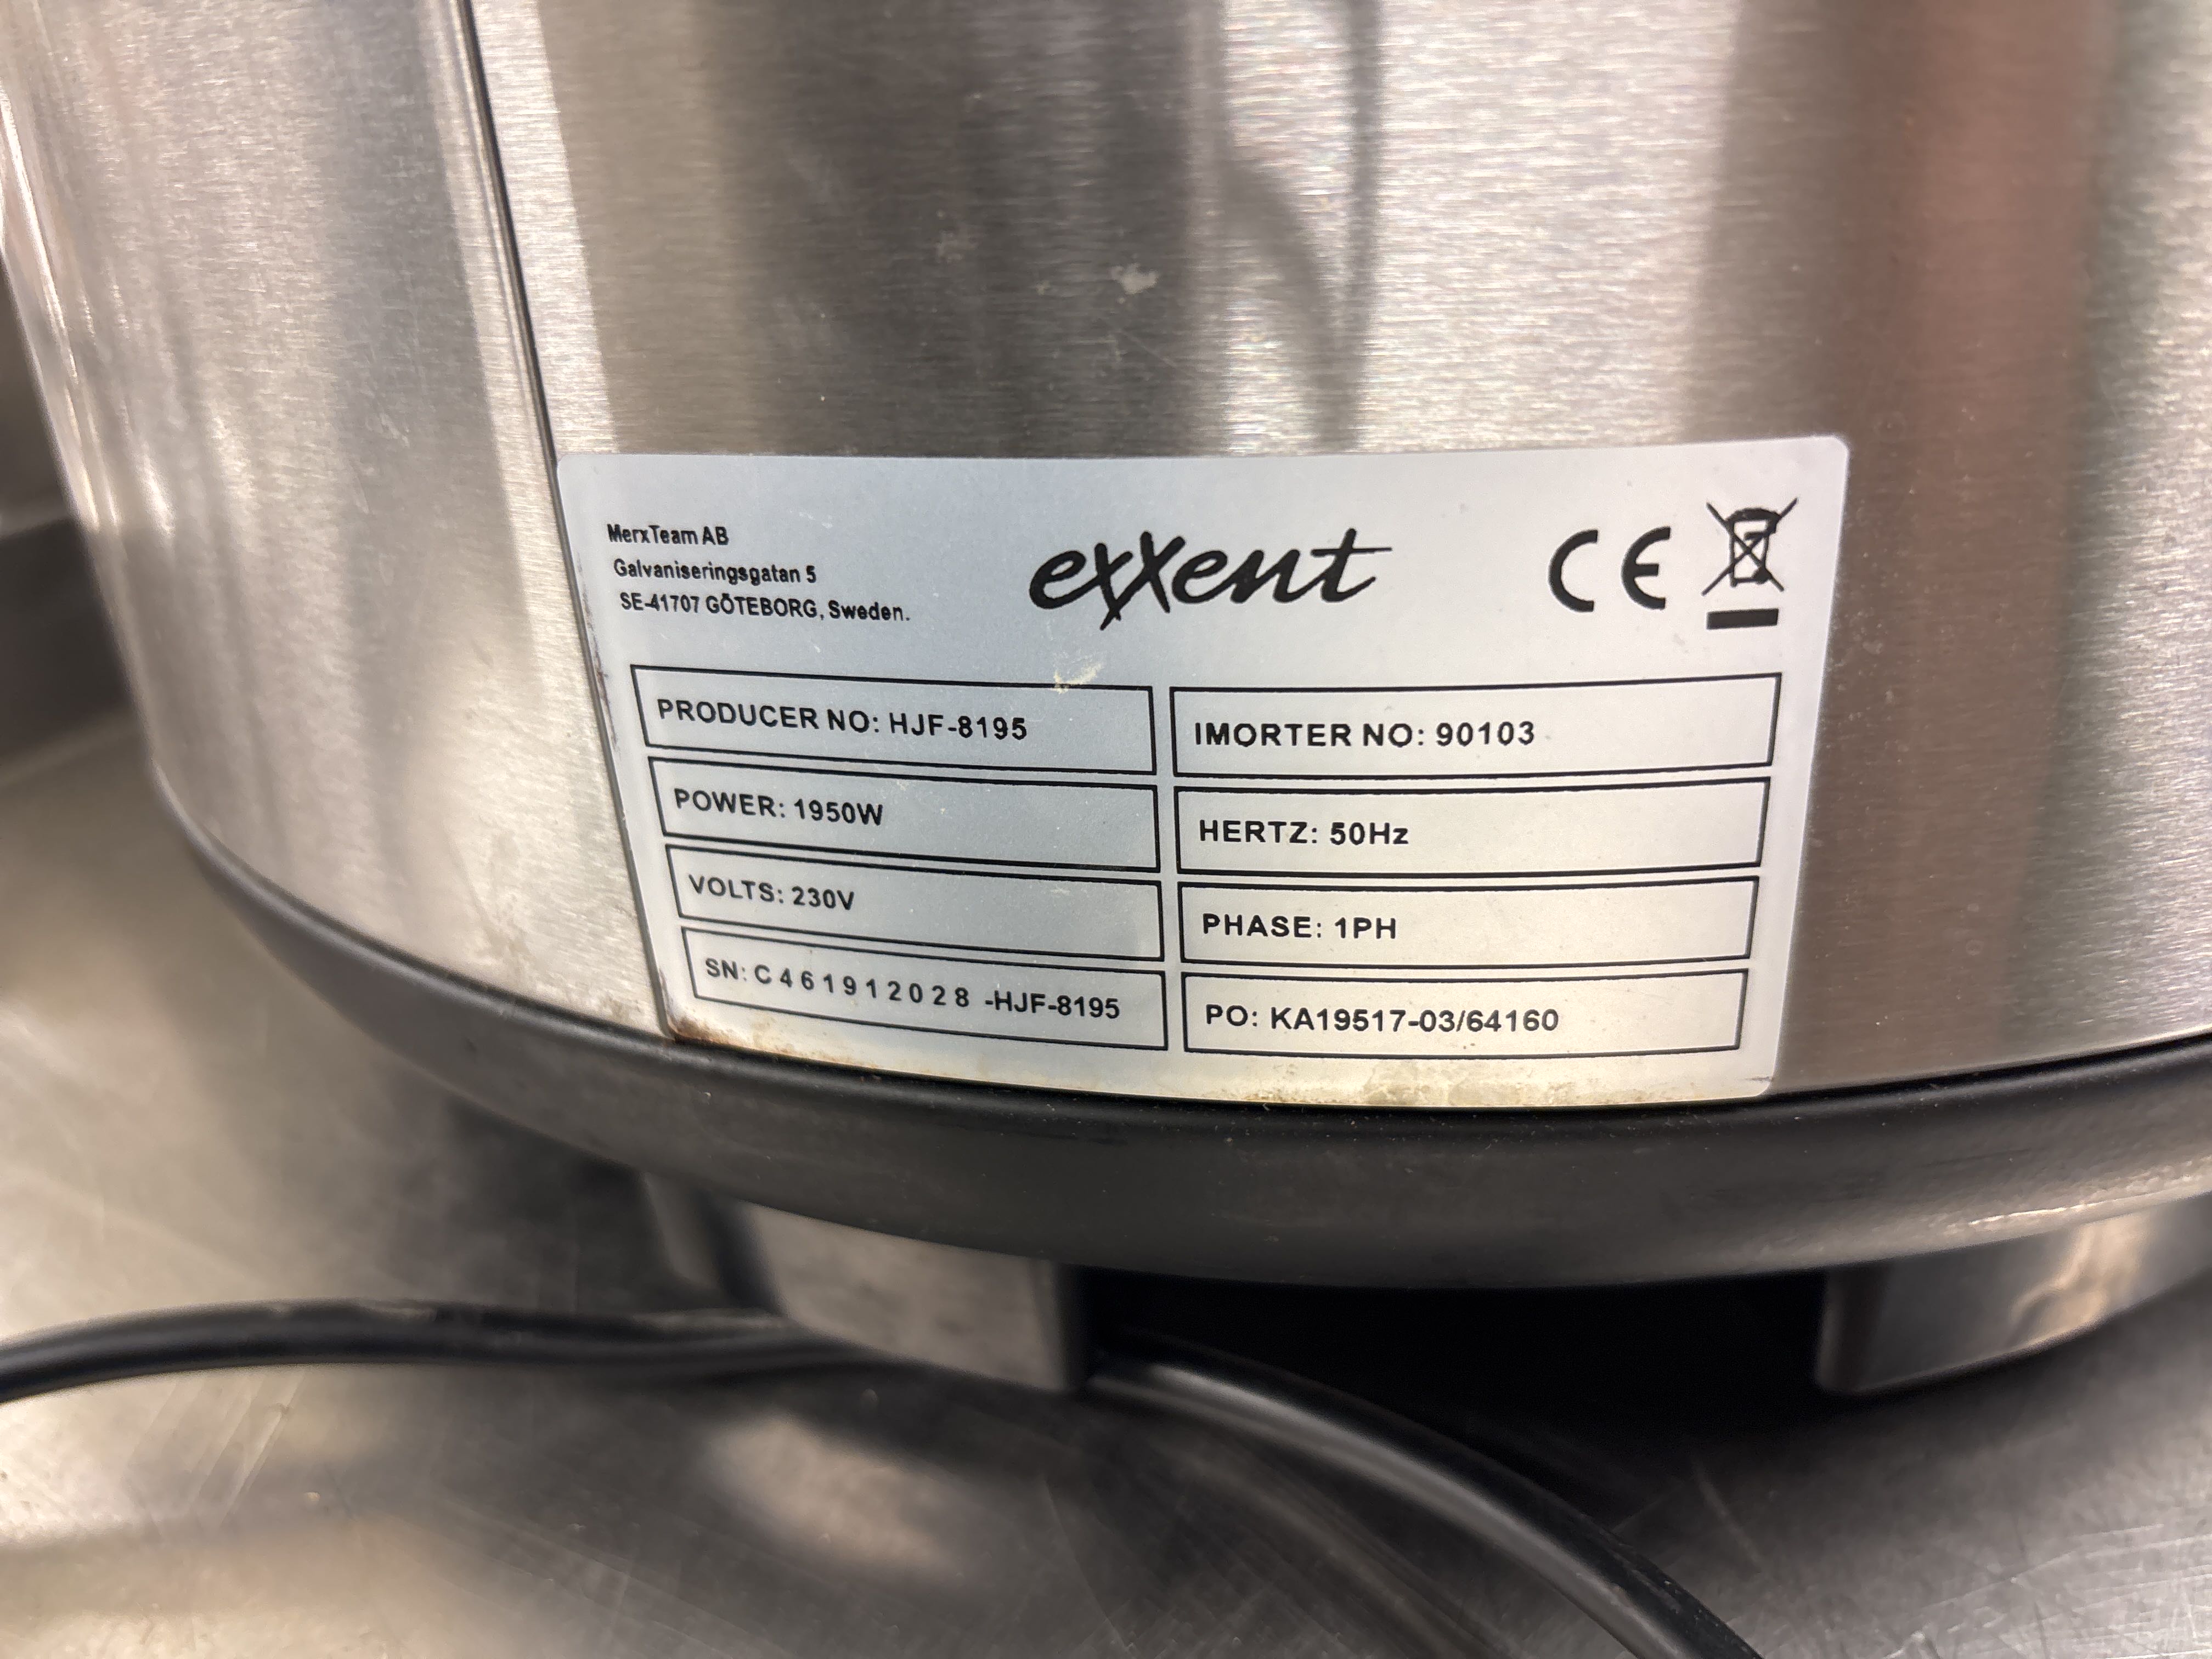 MerxTeam AB
Galvaniseringsgatan 5
SE-41707 GÖTEBORG, Sweden.
exxent
CE
PRODUCER NO: HJF-8195
IMORTER NO: 90103
POWER: 1950W
HERTZ: 50Hz
VOLTS: 230V
PHASE: 1PH
SN: C461912028 -HJF-8195
PO: KA19517-03/64160